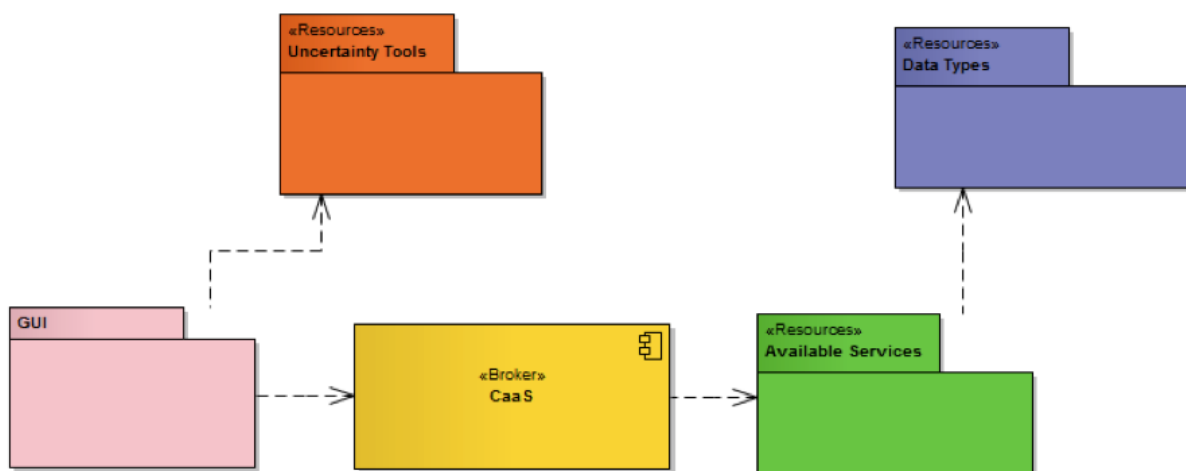 «Resources»
Uncertainty Tools
«Resources»
Data Types
GUI
«Broker»
CaaS
«Resources»
Available Services